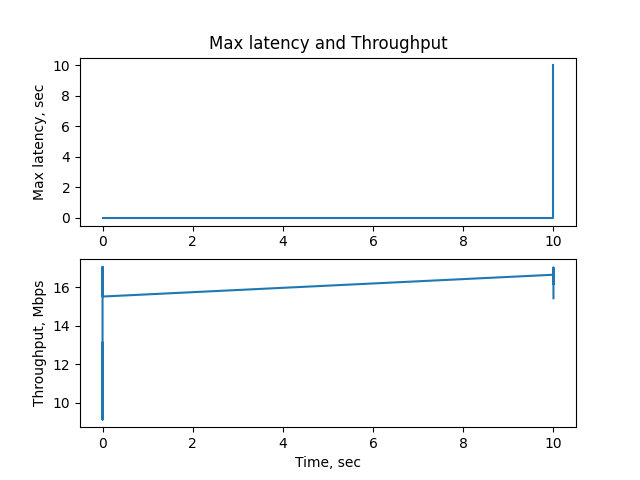 Max latency and Throughput
Max latency, sec
10
8
6
4
2
0
0 2 4 6 8 10
Throughput, Mbps
16
14
12
10
0 2 4 6 8 10
Time, sec